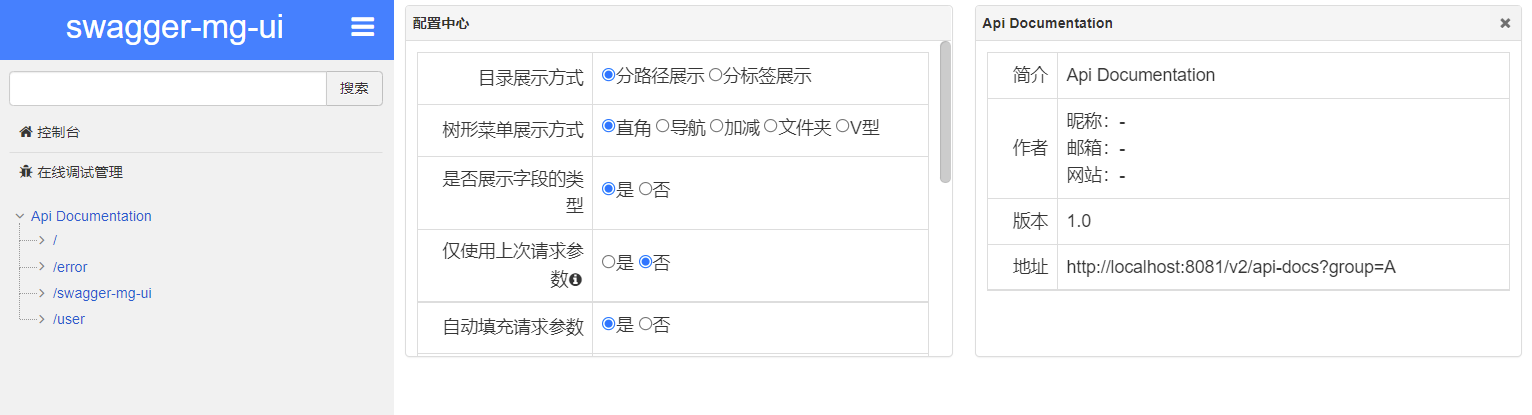 swagger-mg-ui
搜索
控制台
在线调试管理
Api Documentation
/
/error
/swagger-mg-ui
/user
配置中心
目录展示方式 分路径展示 分标签展示
树形菜单展示方式 直角 导航 加减 文件夹 V型
是否展示字段的类
型
是 否
仅使用上次请求参
数
是 否
自动填充请求参数 是 否
Api Documentation
简介 Api Documentation
作者
昵称：-
邮箱：-
网站：-
版本 1.0
地址 http://localhost:8081/v2/api-docs?group=A